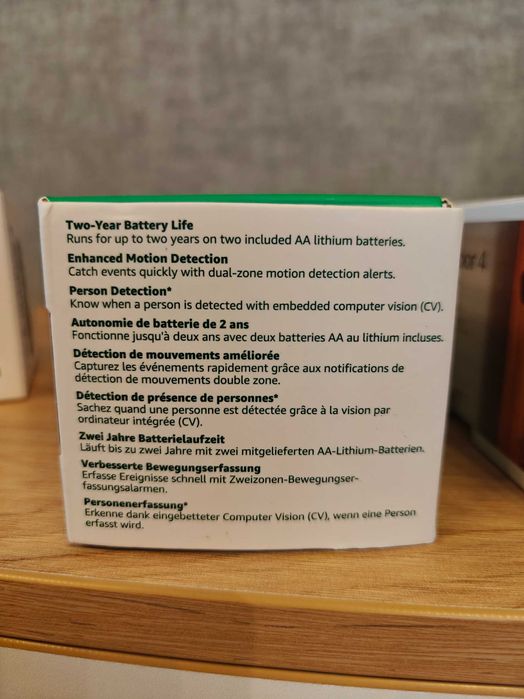 Two-Year Battery Life
Runs for up to two years on two included AA lithium batteries.
Enhanced Motion Detection
Catch events quickly with dual-zone motion detection alerts.
Person Detection*
Know when a person is detected with embedded computer vision (CV).
Autonomie de batterie de 2 ans
Fonctionne jusqu'à deux ans avec deux batteries AA au lithium incluses.
Détection de mouvements améliorée
Capturez les événements rapidement grâce aux notifications de
détection de mouvements double zone.
Détection de présence de personnes*
Sachez quand une personne est détectée grâce à la vision par
ordinateur intégrée (CV).
Zwei Jahre Batterielaufzeit
Läuft bis zu zwei Jahre mit zwei mitgelieferten AA-Lithium-Batterien.
Verbesserte Bewegungserfassung
Erfasse Ereignisse schnell mit Zweizonen-Bewegungser-
fassungsalarmen.
Personenerfassung*
Erkenne dank eingebetteter Computer Vision (CV), wenn eine Person
erfasst wird.